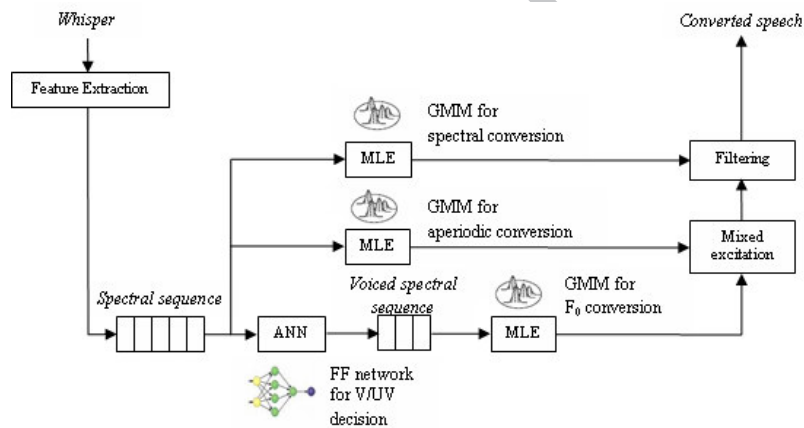 Whisper
Converted speech
Feature Extraction
GMM for
spectral conversion
MLE
Filtering
GMM for
aperiodic conversion
MLE
Mixed
excitation
Spectral sequence
Voiced spectral
sequence
GMM for
F₀ conversion
ANN
MLE
FF network
for V/UV
decision